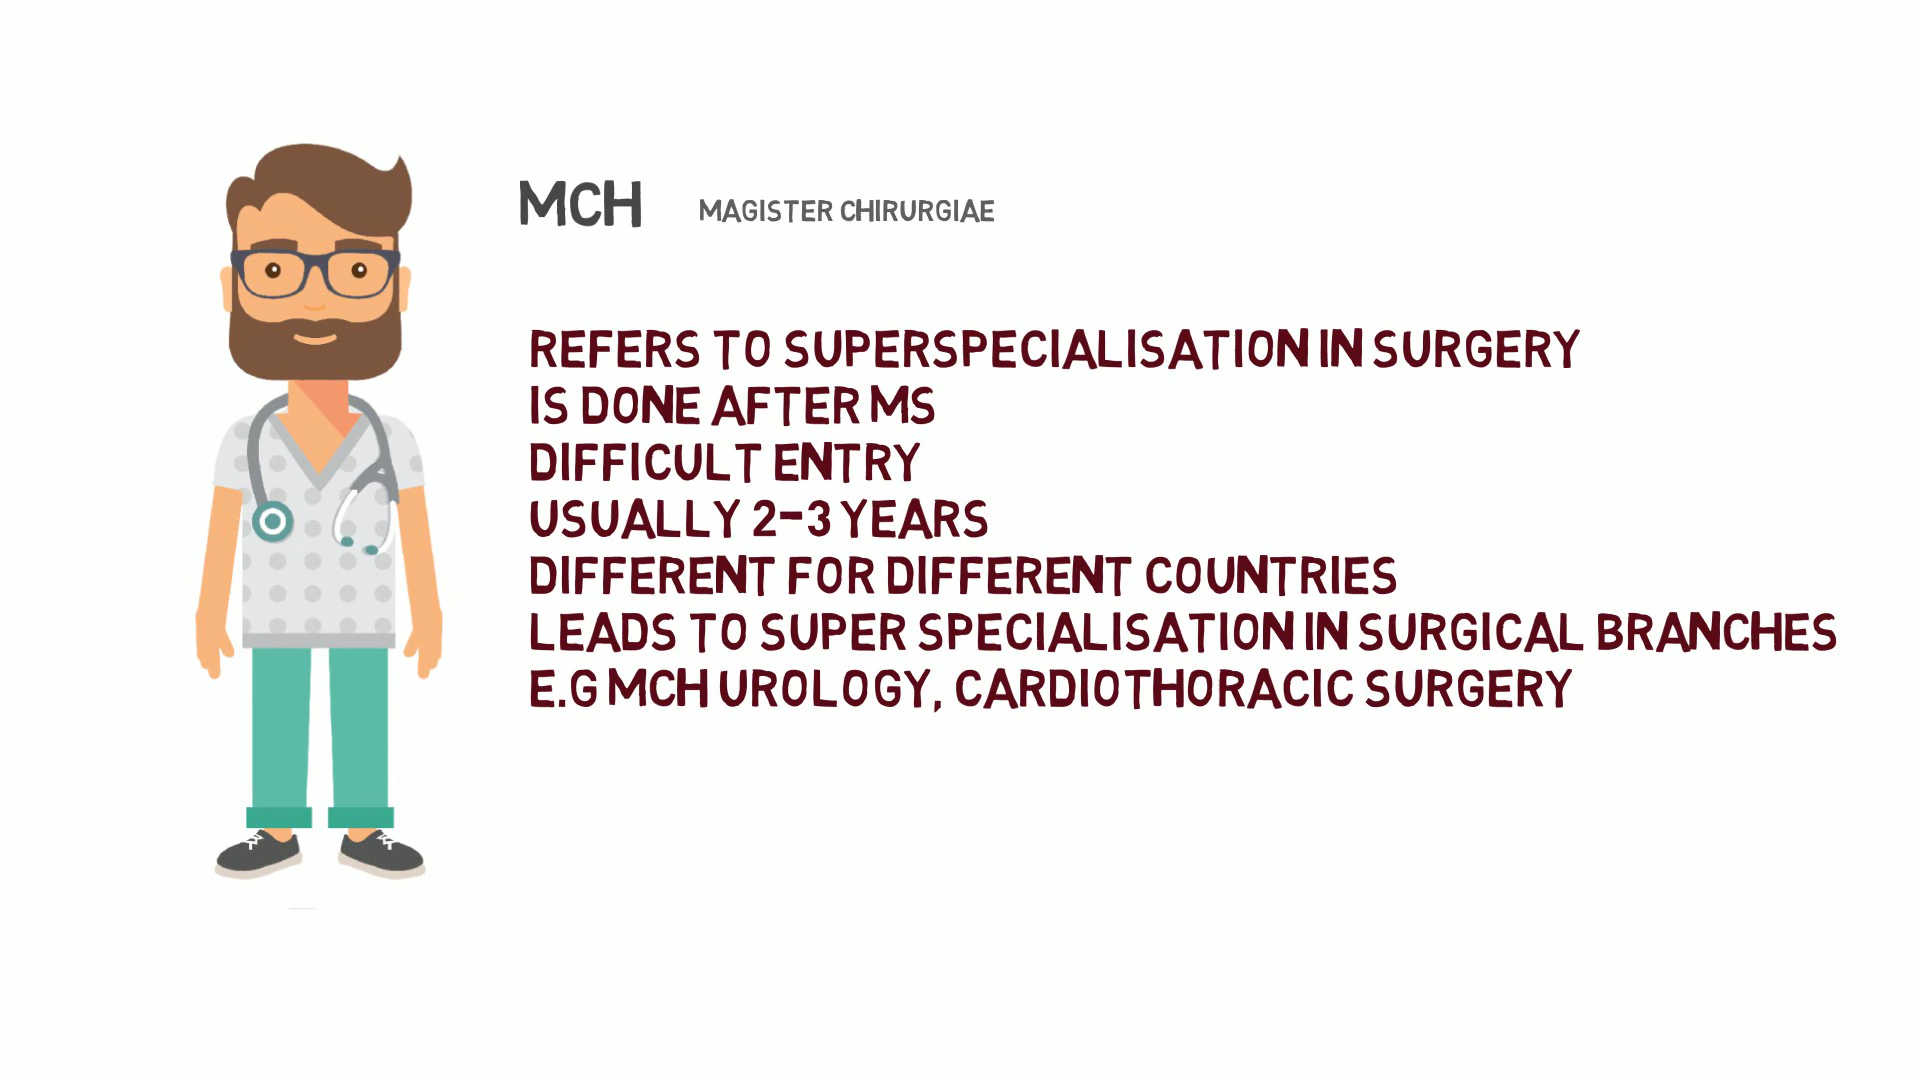 MCH MAGISTER CHIRURGIAE
REFERS TO SUPERSPECIALISATION IN SURGERY
IS DONE AFTER MS
DIFFICULT ENTRY
USUALLY 2-3 YEARS
DIFFERENT FOR DIFFERENT COUNTRIES
LEADS TO SUPER SPECIALISATION IN SURGICAL BRANCHES
E.G MCH UROLOGY, CARDIOTHORACIC SURGERY